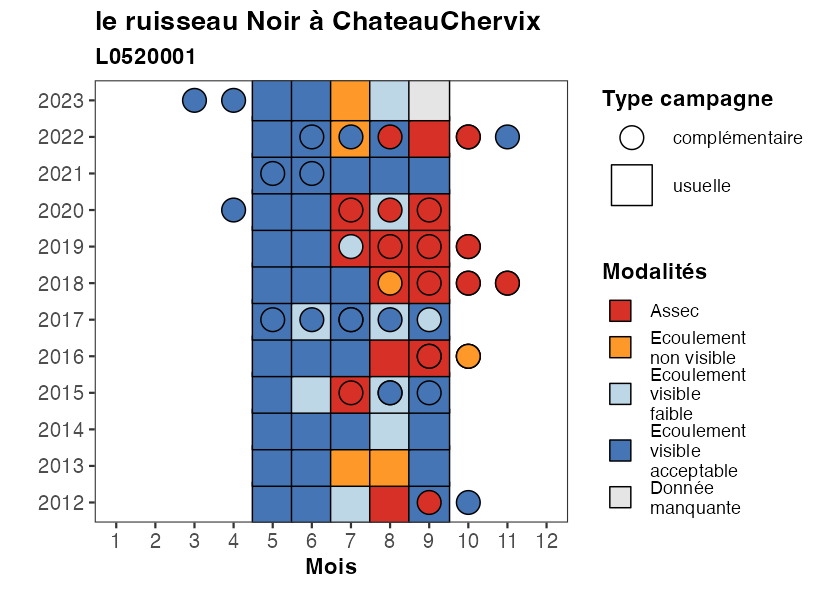 le ruisseau Noir à ChateauChervix
L0520001
2023
2022
2021
2020
2019
2018
2017
2016
2015
2014
2013
2012
1 2 3 4 5 6 7 8 9 10 11 12
Mois
Type campagne
complémentaire
usuelle
Modalités
Assec
Ecoulement
non visible
Ecoulement
visible
faible
Ecoulement
visible
acceptable
Donnée
manquante